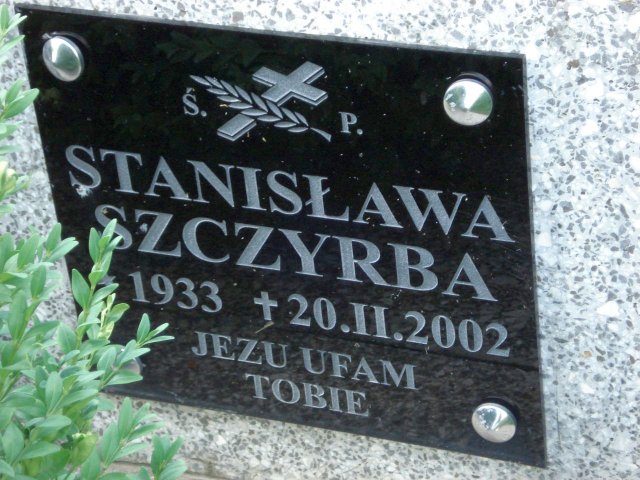 Ś. P.
STANISŁAWA
SZCZYRBA
* 1933 † 20.II.2002
JEZU UFAM
TOBIE